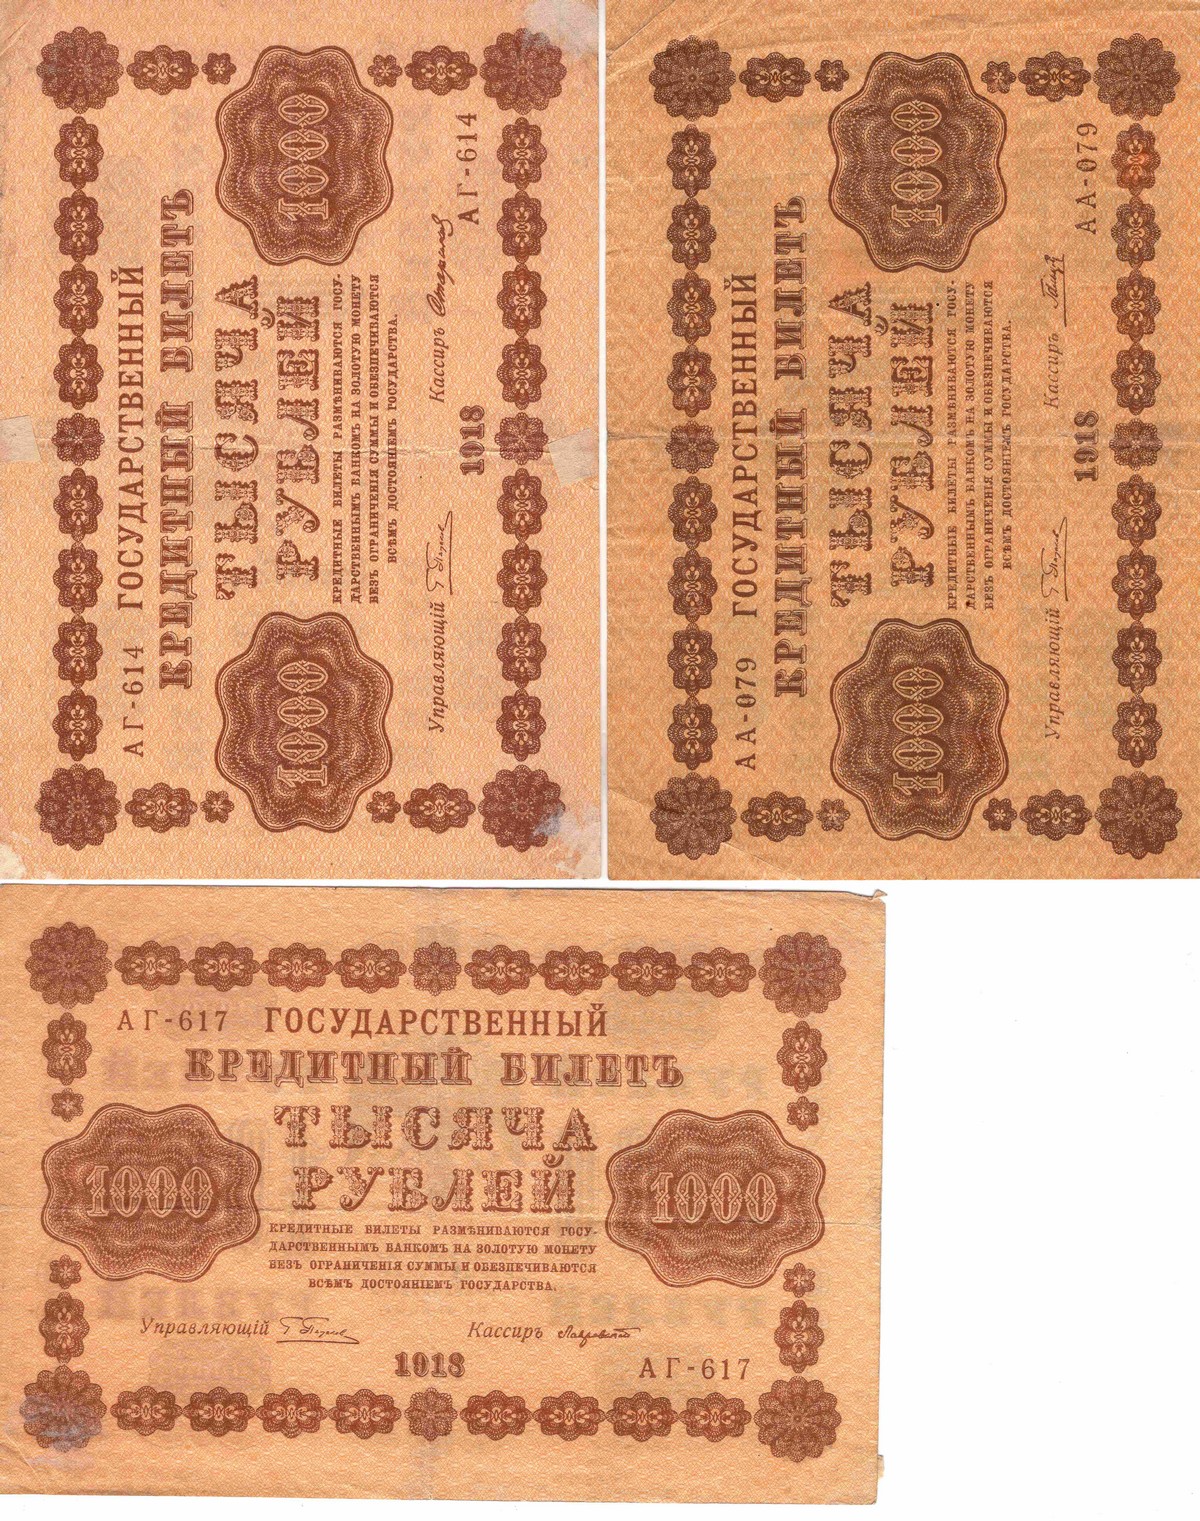 АГ-614 ГОСУДАРСТВЕННЫЙ
КРЕДИТНЫЙ БИЛЕТЪ
ТЫСЯЧА
РУБЛЕЙ
1000 1000
КРЕДИТНЫЕ БИЛЕТЫ РАЗМѢНИВАЮТСЯ ГОСУ-
ДАРСТВЕННЫМЪ БАНКОМЪ НА ЗОЛОТУЮ МОНЕТУ
БЕЗЪ ОГРАНИЧЕНІЯ СУММЫ И ОБЕЗПЕЧИВАЮТСЯ
ВСѢМЪ ДОСТОЯНІЕМЪ ГОСУДАРСТВА.
Управляющій Кассиръ
1918 АГ-614
АА-079 ГОСУДАРСТВЕННЫЙ
КРЕДИТНЫЙ БИЛЕТЪ
ТЫСЯЧА
РУБЛЕЙ
1000 1000
КРЕДИТНЫЕ БИЛЕТЫ РАЗМѢНИВАЮТСЯ ГОСУ-
ДАРСТВЕННЫМЪ БАНКОМЪ НА ЗОЛОТУЮ МОНЕТУ
БЕЗЪ ОГРАНИЧЕНІЯ СУММЫ И ОБЕЗПЕЧИВАЮТСЯ
ВСѢМЪ ДОСТОЯНІЕМЪ ГОСУДАРСТВА.
Управляющій Кассиръ
1918 АА-079
АГ-617 ГОСУДАРСТВЕННЫЙ
КРЕДИТНЫЙ БИЛЕТЪ
ТЫСЯЧА
РУБЛЕЙ
1000 1000
КРЕДИТНЫЕ БИЛЕТЫ РАЗМѢНИВАЮТСЯ ГОСУ-
ДАРСТВЕННЫМЪ БАНКОМЪ НА ЗОЛОТУЮ МОНЕТУ
БЕЗЪ ОГРАНИЧЕНІЯ СУММЫ И ОБЕЗПЕЧИВАЮТСЯ
ВСѢМЪ ДОСТОЯНІЕМЪ ГОСУДАРСТВА.
Управляющій Кассиръ
1918 АГ-617